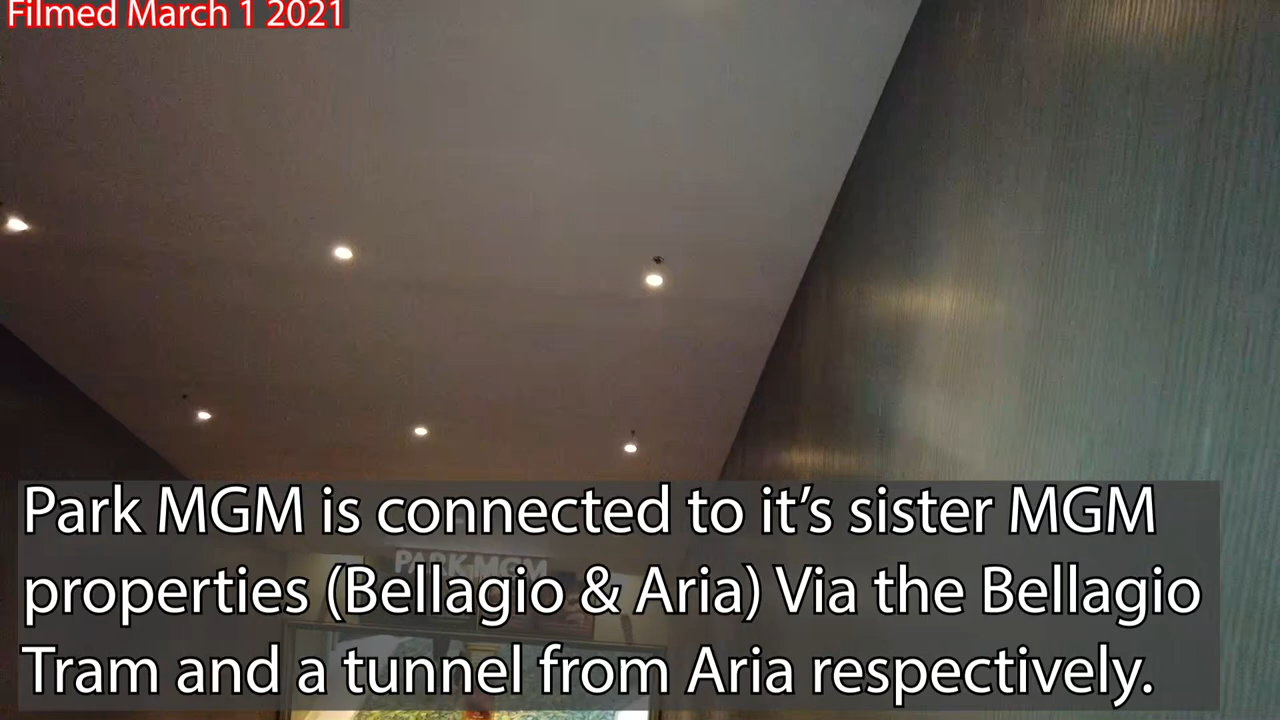 Filmed March 1 2021
Park MGM is connected to it’s sister MGM
PARK MGM
properties (Bellagio & Aria) Via the Bellagio
Tram and a tunnel from Aria respectively.